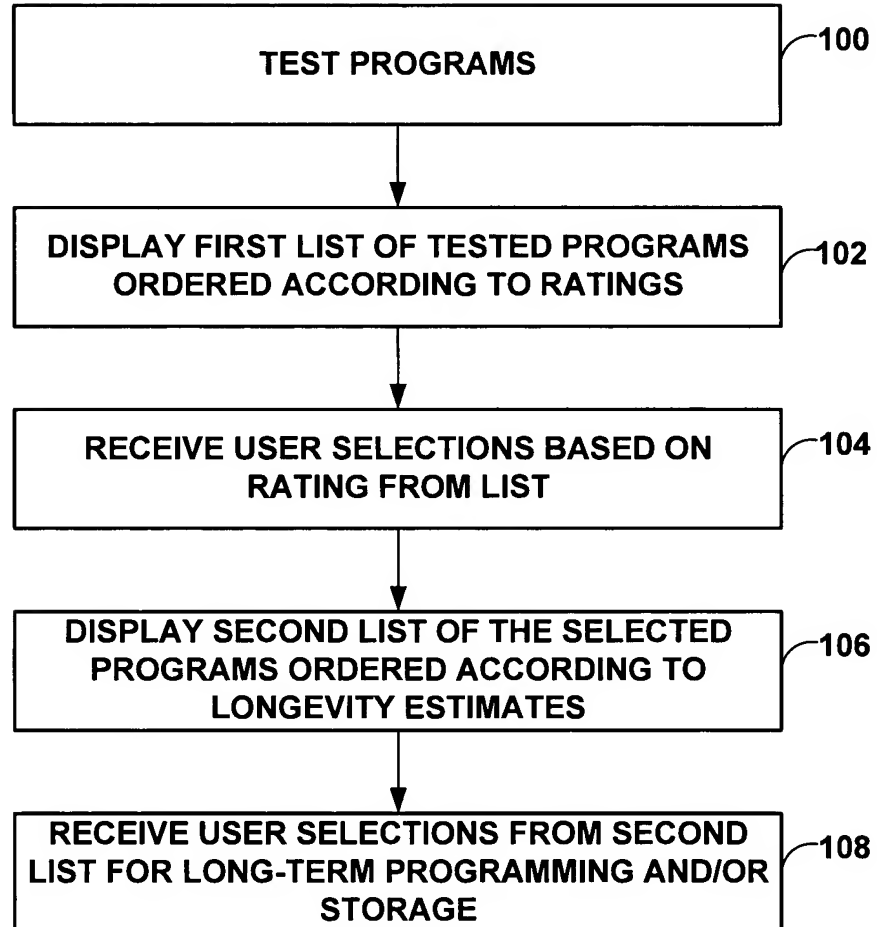 TEST PROGRAMS
100
DISPLAY FIRST LIST OF TESTED PROGRAMS
ORDERED ACCORDING TO RATINGS
102
RECEIVE USER SELECTIONS BASED ON
RATING FROM LIST
104
DISPLAY SECOND LIST OF THE SELECTED
PROGRAMS ORDERED ACCORDING TO
LONGEVITY ESTIMATES
106
RECEIVE USER SELECTIONS FROM SECOND
LIST FOR LONG-TERM PROGRAMMING AND/OR
STORAGE
108